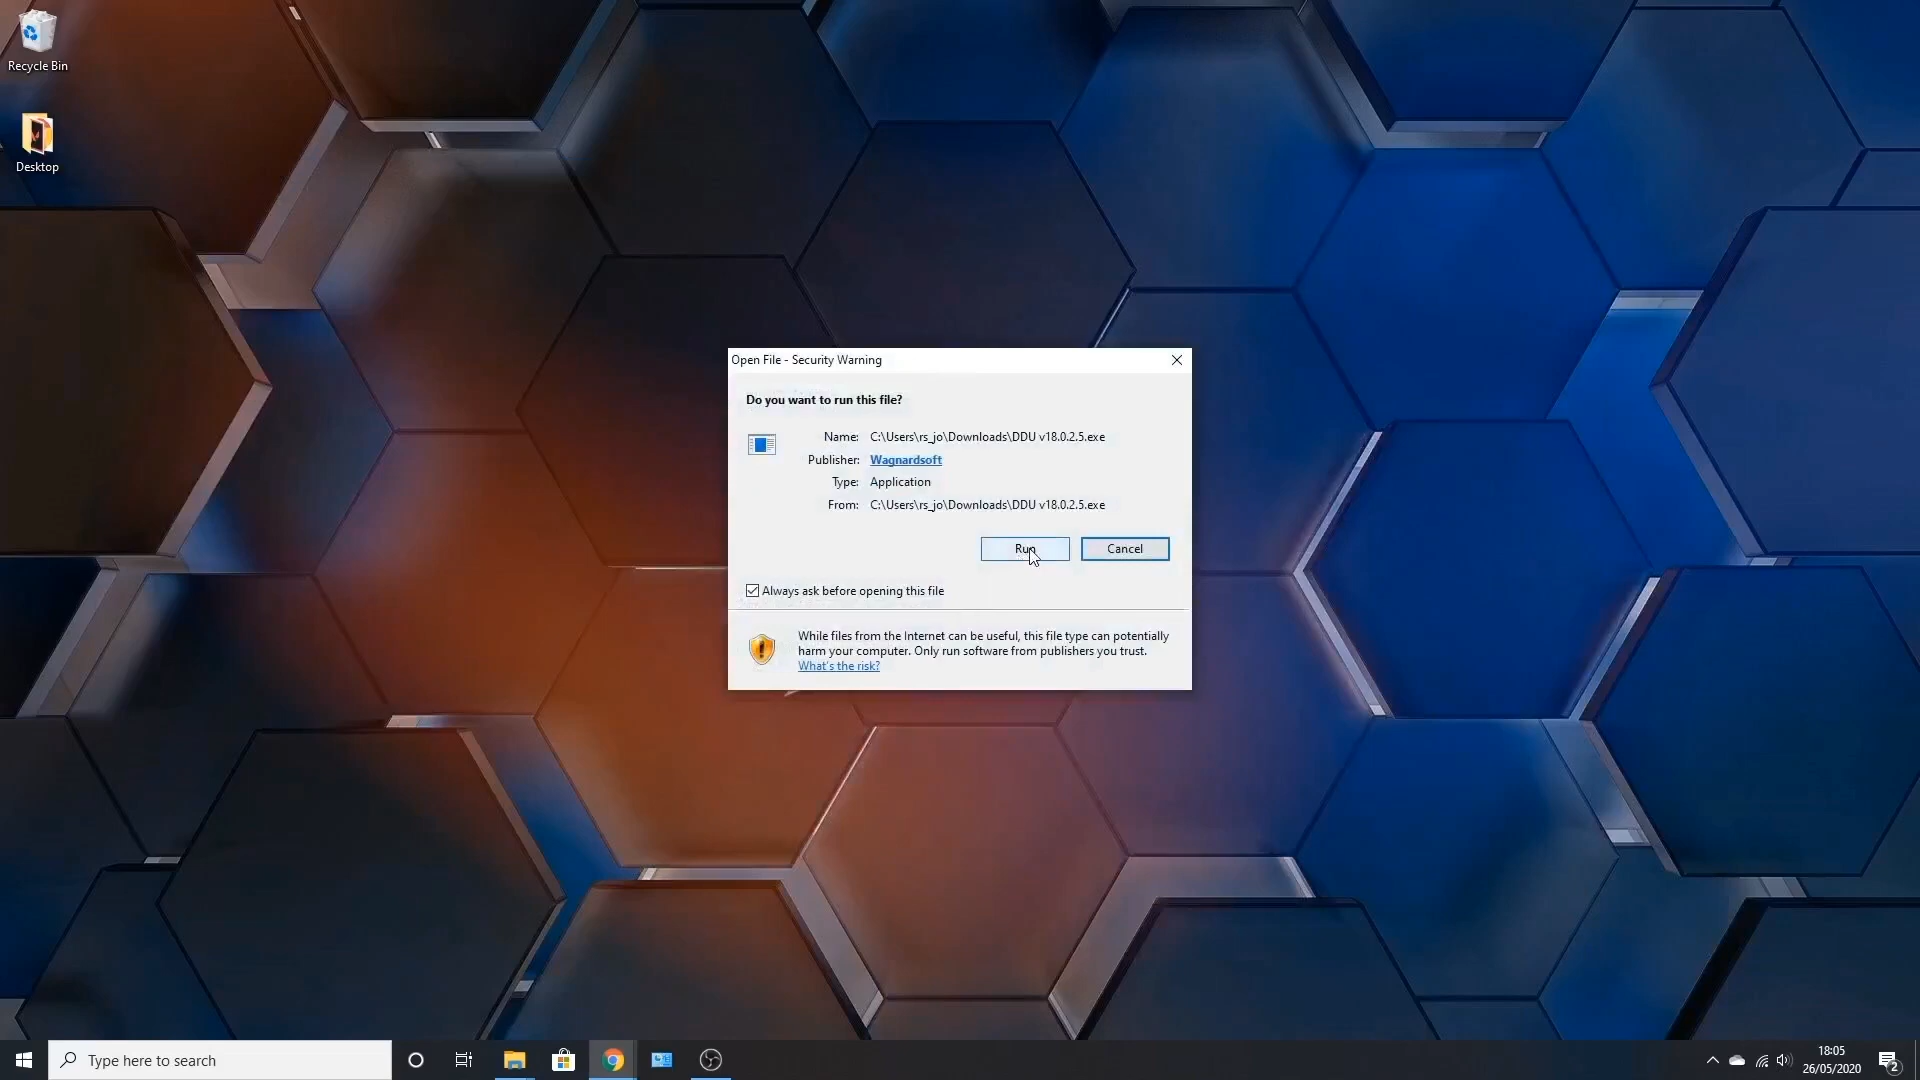 Recycle Bin
Desktop
Open File - Security Warning
Do you want to run this file?
Name: C:\Users\rs_jo\Downloads\DDU v18.0.2.5.exe
Publisher: Wagnardsoft
Type: Application
From: C:\Users\rs_jo\Downloads\DDU v18.0.2.5.exe
Run Cancel
Always ask before opening this file
While files from the Internet can be useful, this file type can potentially
harm your computer. Only run software from publishers you trust.
What's the risk?
Type here to search
18:05
26/05/2020
2